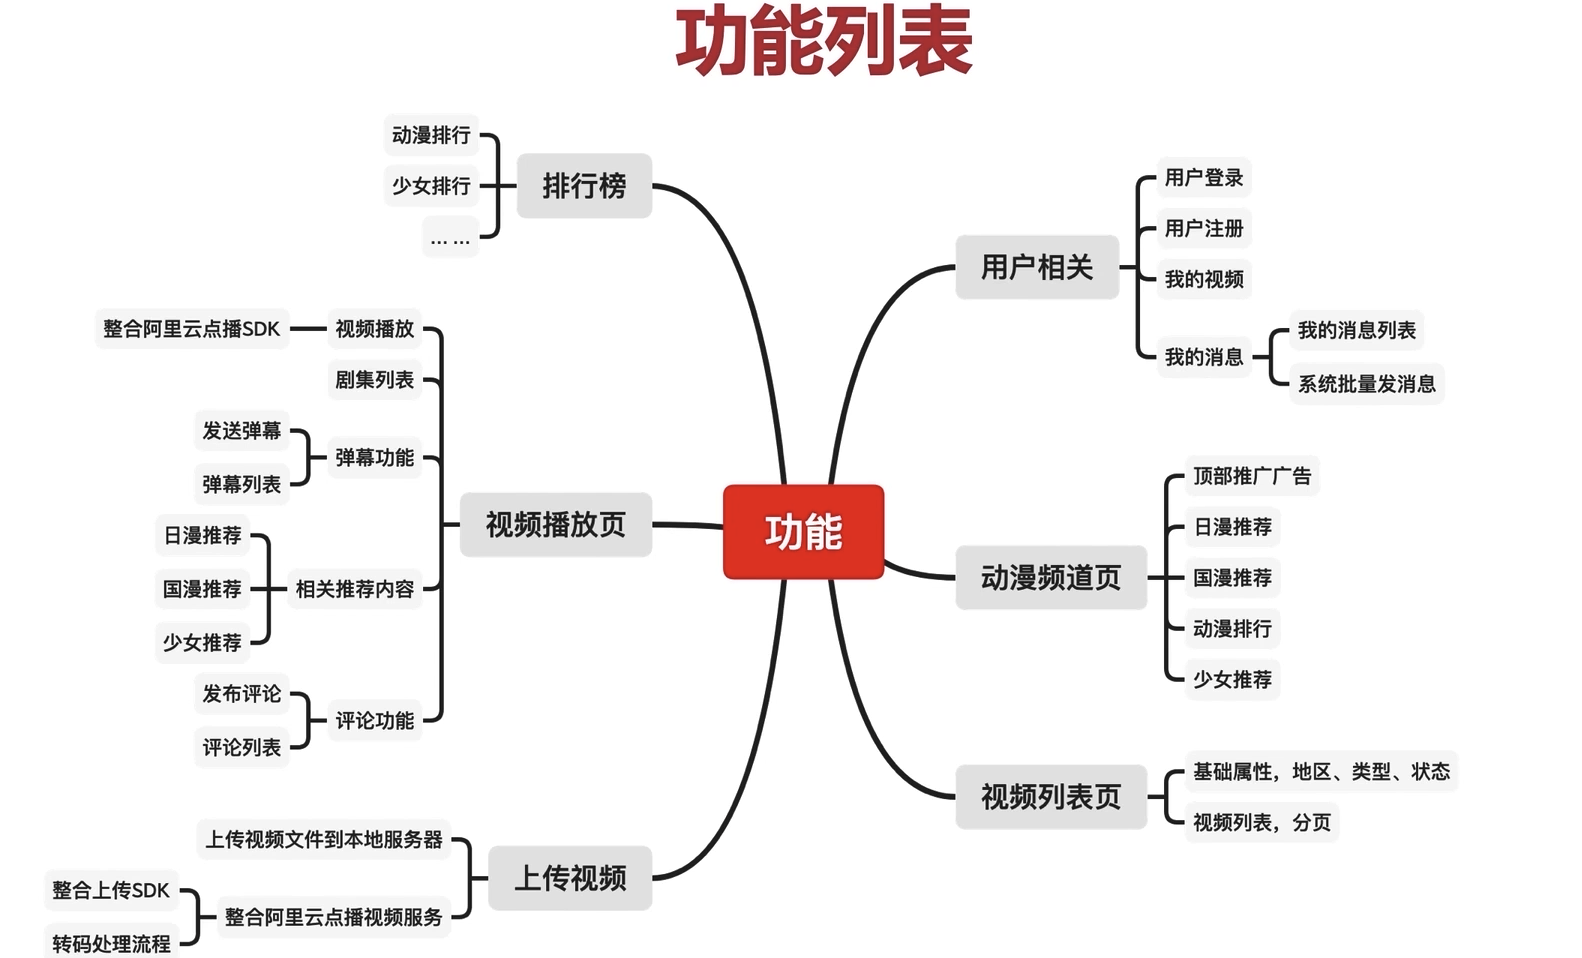 功能列表
功能
排行榜
动漫排行
少女排行
... ...
视频播放页
视频播放
整合阿里云点播SDK
剧集列表
弹幕功能
发送弹幕
弹幕列表
相关推荐内容
日漫推荐
国漫推荐
少女推荐
评论功能
发布评论
评论列表
上传视频
上传视频文件到本地服务器
整合阿里云点播视频服务
整合上传SDK
转码处理流程
用户相关
用户登录
用户注册
我的视频
我的消息
我的消息列表
系统批量发消息
动漫频道页
顶部推广广告
日漫推荐
国漫推荐
动漫排行
少女推荐
视频列表页
基础属性，地区、类型、状态
视频列表，分页